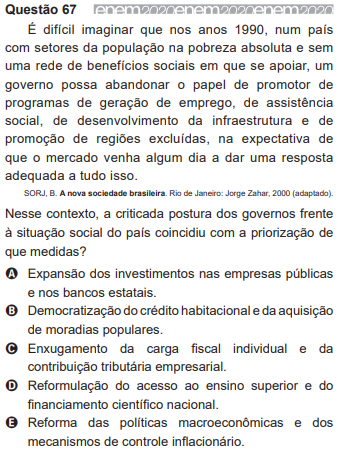 Questão 67 enem2020enem2020enem2020
É difícil imaginar que nos anos 1990, num país
com setores da população na pobreza absoluta e sem
uma rede de benefícios sociais em que se apoiar, um
governo possa abandonar o papel de promotor de
programas de geração de emprego, de assistência
social, de desenvolvimento da infraestrutura e de
promoção de regiões excluídas, na expectativa de
que o mercado venha algum dia a dar uma resposta
adequada a tudo isso.
SORJ, B. A nova sociedade brasileira. Rio de Janeiro: Jorge Zahar, 2000 (adaptado).
Nesse contexto, a criticada postura dos governos frente
à situação social do país coincidiu com a priorização de
que medidas?
A Expansão dos investimentos nas empresas públicas
e nos bancos estatais.
B Democratização do crédito habitacional e da aquisição
de moradias populares.
C Enxugamento da carga fiscal individual e da
contribuição tributária empresarial.
D Reformulação do acesso ao ensino superior e do
financiamento científico nacional.
E Reforma das políticas macroeconômicas e dos
mecanismos de controle inflacionário.